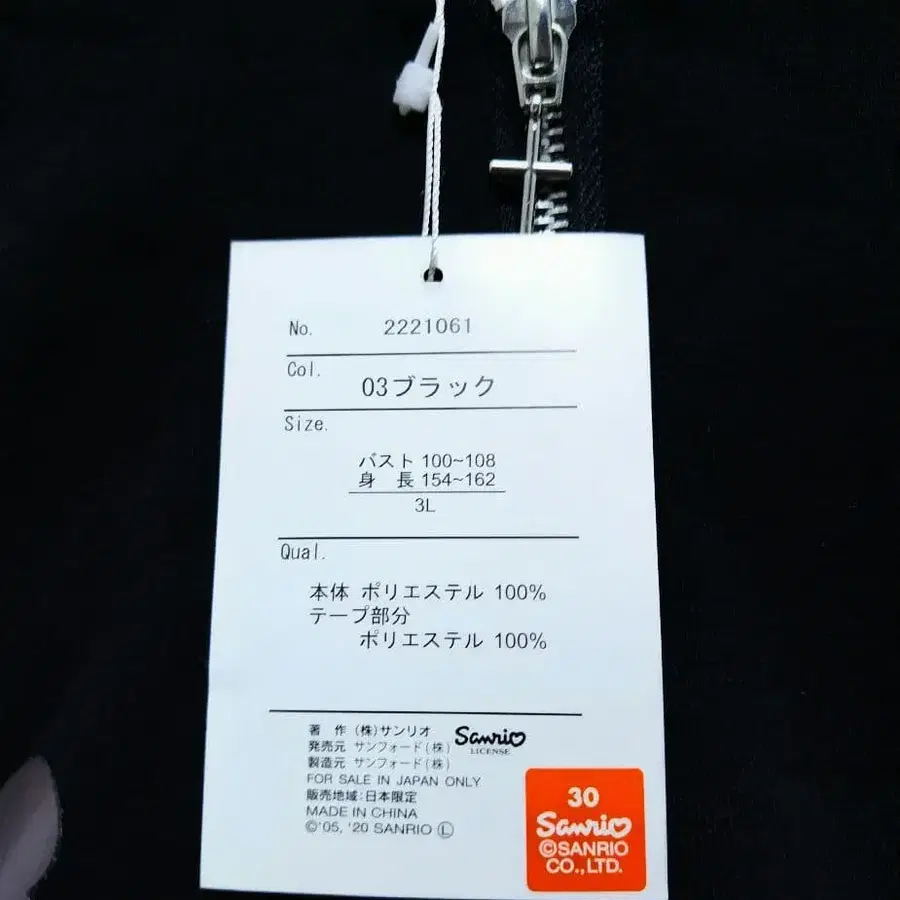 No. 2221061
Col. 03ブラック
Size.
バスト 100~108
身 長 154~162
3L
Qual.
本体 ポリエステル 100%
テープ部分
ポリエステル 100%
著 作 (株)サンリオ
発売元 サンフォード(株)
製造元 サンフォード(株)
Sanrio
LICENSE
FOR SALE IN JAPAN ONLY
販売地域:日本限定
MADE IN CHINA
©'05, '20 SANRIO Ⓛ
30
Sanrio
©SANRIO
CO.,LTD.